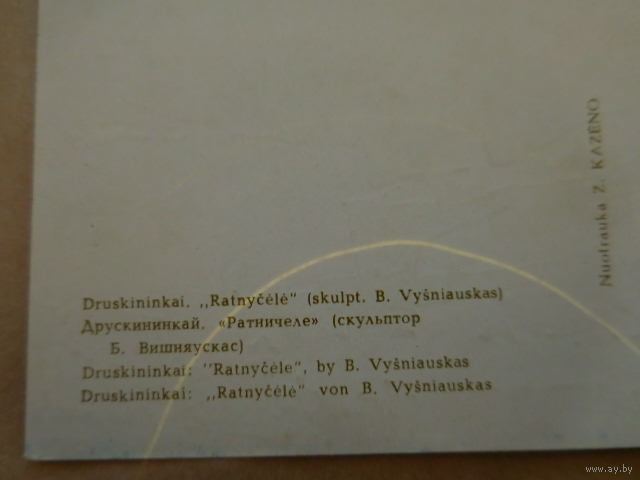 Druskininkai. „Ratnyčėlė" (skulpt. B. Vyšniauskas)
Друскининкай. «Ратничеле» (скульптор
Б. Вишняускас)
Druskininkai: "Ratnyčėle", by B. Vyšniauskas
Druskininkai: „Ratnyčėlė" von B. Vyšniauskas
Nuotrauka Z. KAZĖNO
www.ay.by